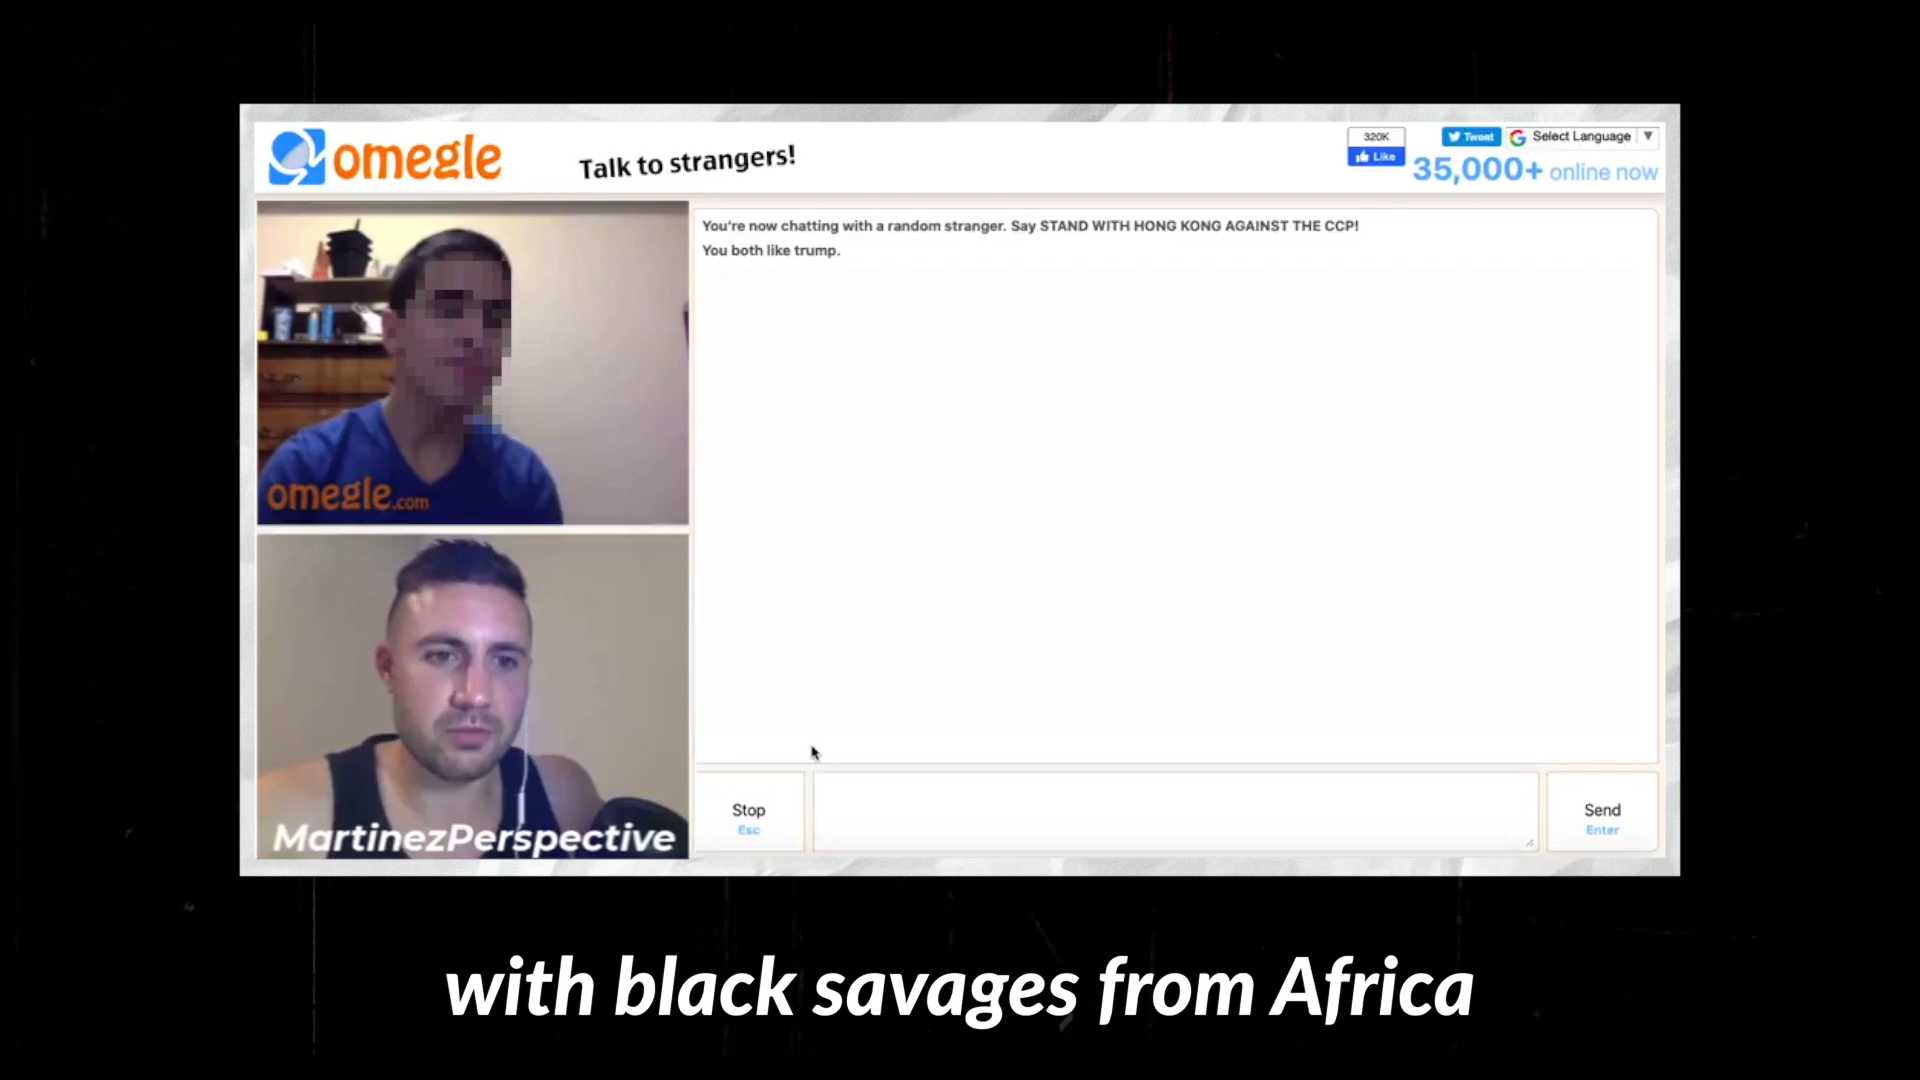 omegle
Talk to strangers!
320K
Like
Tweet
Select Language
35,000+ online now
You're now chatting with a random stranger. Say STAND WITH HONG KONG AGAINST THE CCP!
You both like trump.
omegle.com
MartinezPerspective
Stop
Esc
Send
Enter
with black savages from Africa